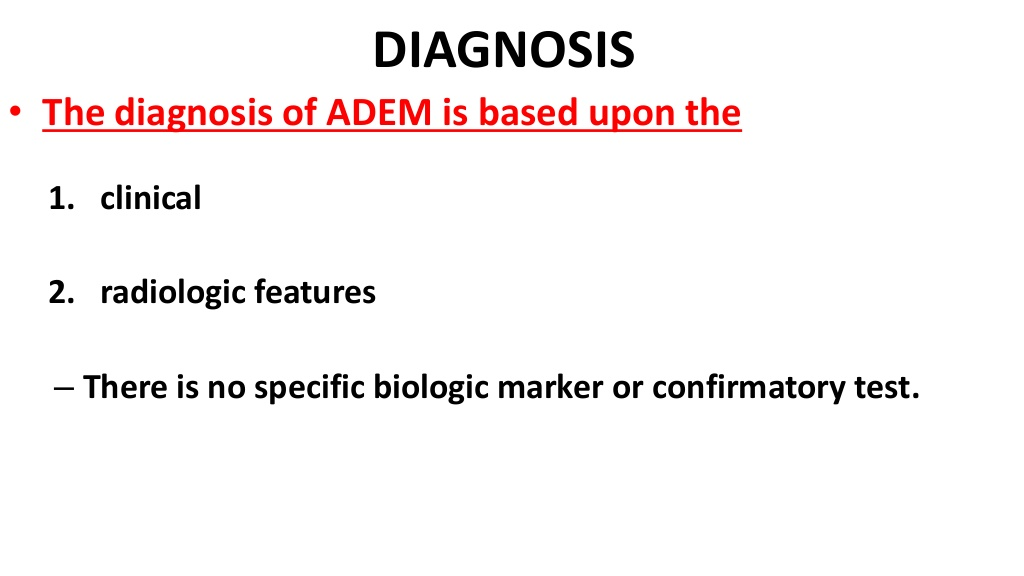 DIAGNOSIS
• The diagnosis of ADEM is based upon the
1. clinical
2. radiologic features
– There is no specific biologic marker or confirmatory test.